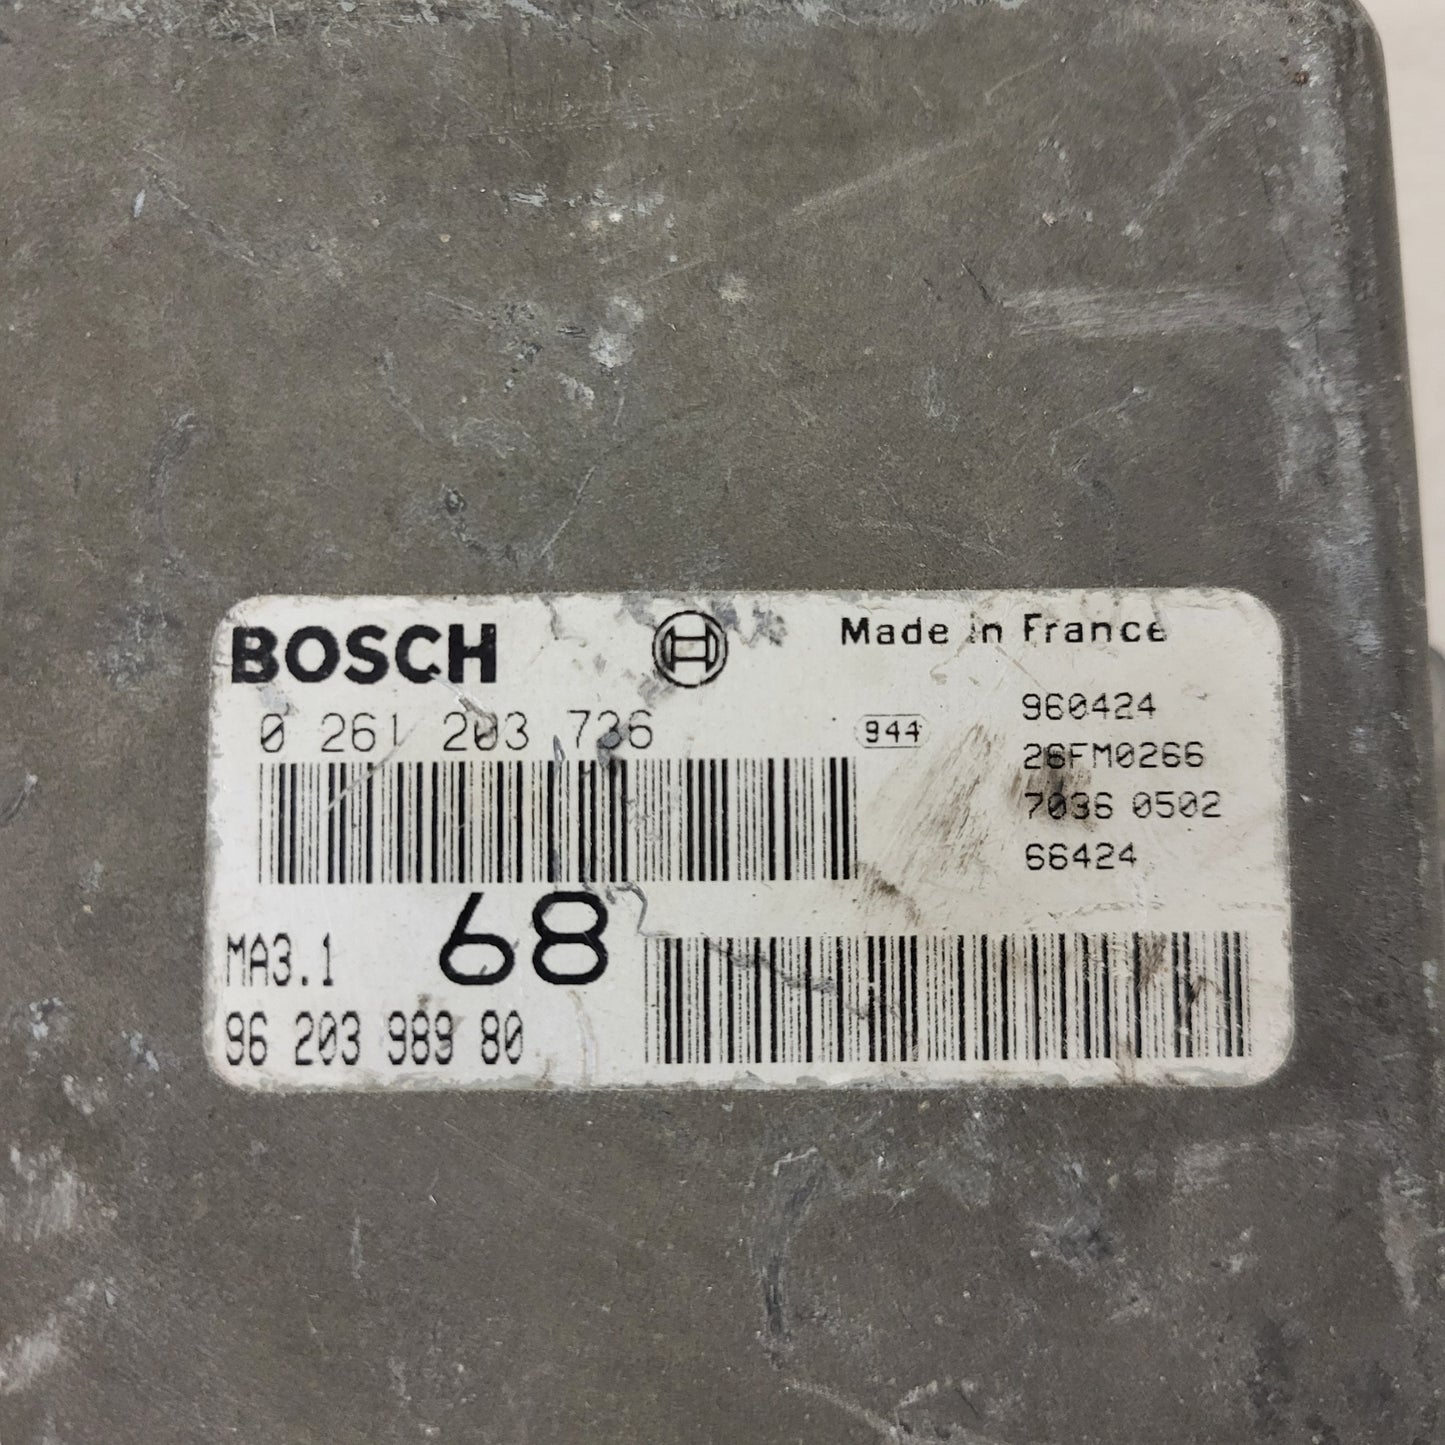 BOSCH
Made in France
0 261 203 736
944
960424
26FM0266
7036 0502
66424
MA3.1
68
96 203 989 80